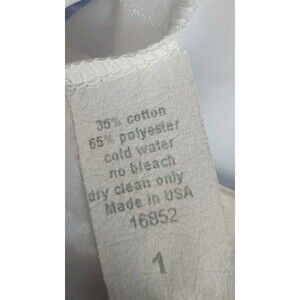 35% cotton
65% polyester
cold water
no bleach
dry clean only
Made in USA
16852
1